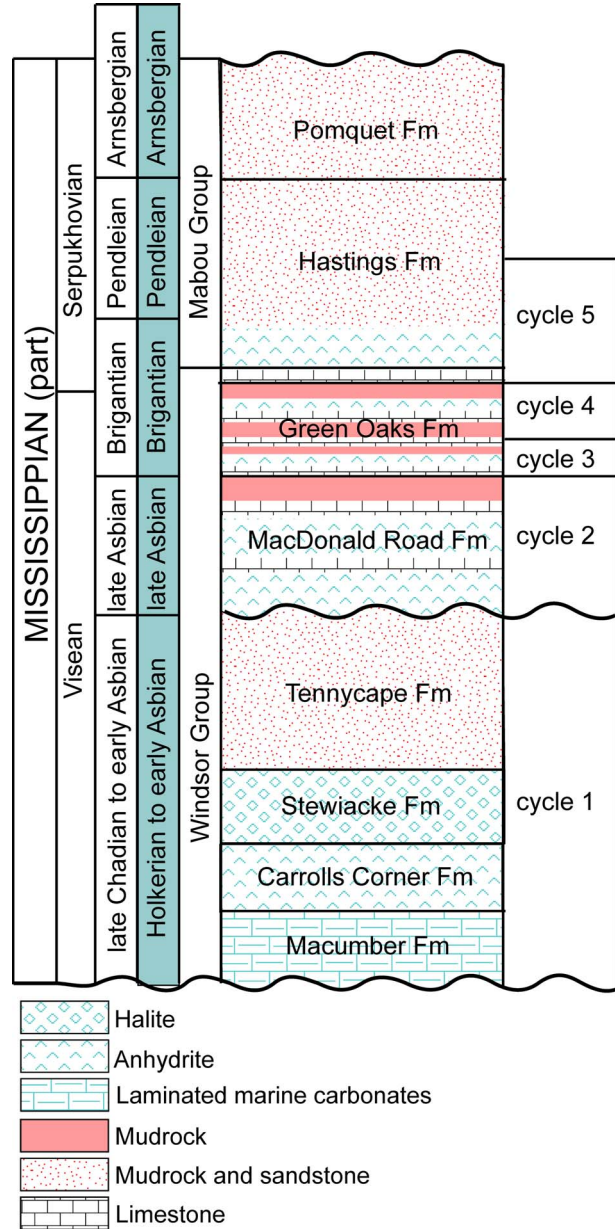 MISSISSIPPIAN (part)
Serpukhovian
Visean
Arnsbergian
Pendleian
Brigantian
late Asbian
late Chadian to early Asbian
Arnsbergian
Pendleian
Brigantian
late Asbian
Holkerian to early Asbian
Mabou Group
Windsor Group
Pomquet Fm
Hastings Fm
Green Oaks Fm
MacDonald Road Fm
Tennycape Fm
Stewiacke Fm
Carrolls Corner Fm
Macumber Fm
cycle 5
cycle 4
cycle 3
cycle 2
cycle 1
Halite
Anhydrite
Laminated marine carbonates
Mudrock
Mudrock and sandstone
Limestone